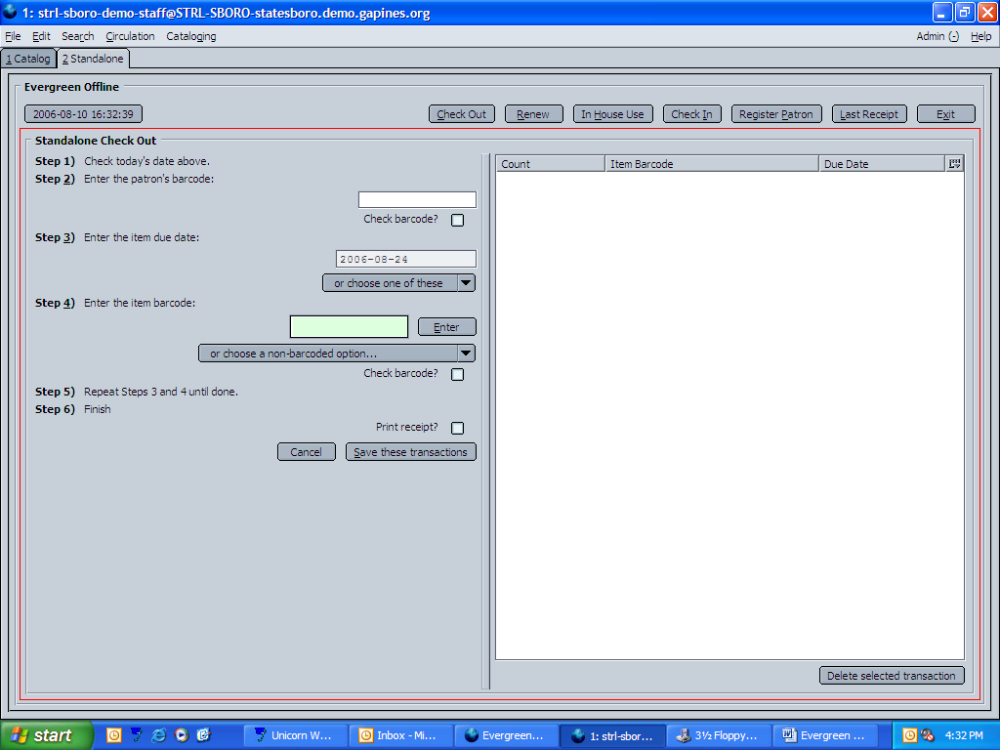 1: strl-sboro-demo-staff@STRL-SBORO-statesboro.demo.gapines.org
File Edit Search Circulation Cataloging Admin (-) Help
1 Catalog 2 Standalone
Evergreen Offline
2006-08-10 16:32:39 Check Out Renew In House Use Check In Register Patron Last Receipt Exit
Standalone Check Out
Step 1) Check today's date above.
Count Item Barcode Due Date
Step 2) Enter the patron's barcode:
Check barcode?
Step 3) Enter the item due date:
2006-08-24
or choose one of these
Step 4) Enter the item barcode:
Enter
or choose a non-barcoded option...
Check barcode?
Step 5) Repeat Steps 3 and 4 until done.
Step 6) Finish
Print receipt?
Cancel Save these transactions
Delete selected transaction
start Unicorn W... Inbox - Mi... Evergreen... 1: strl-sbor... 3½ Floppy... Evergreen ... 4:32 PM